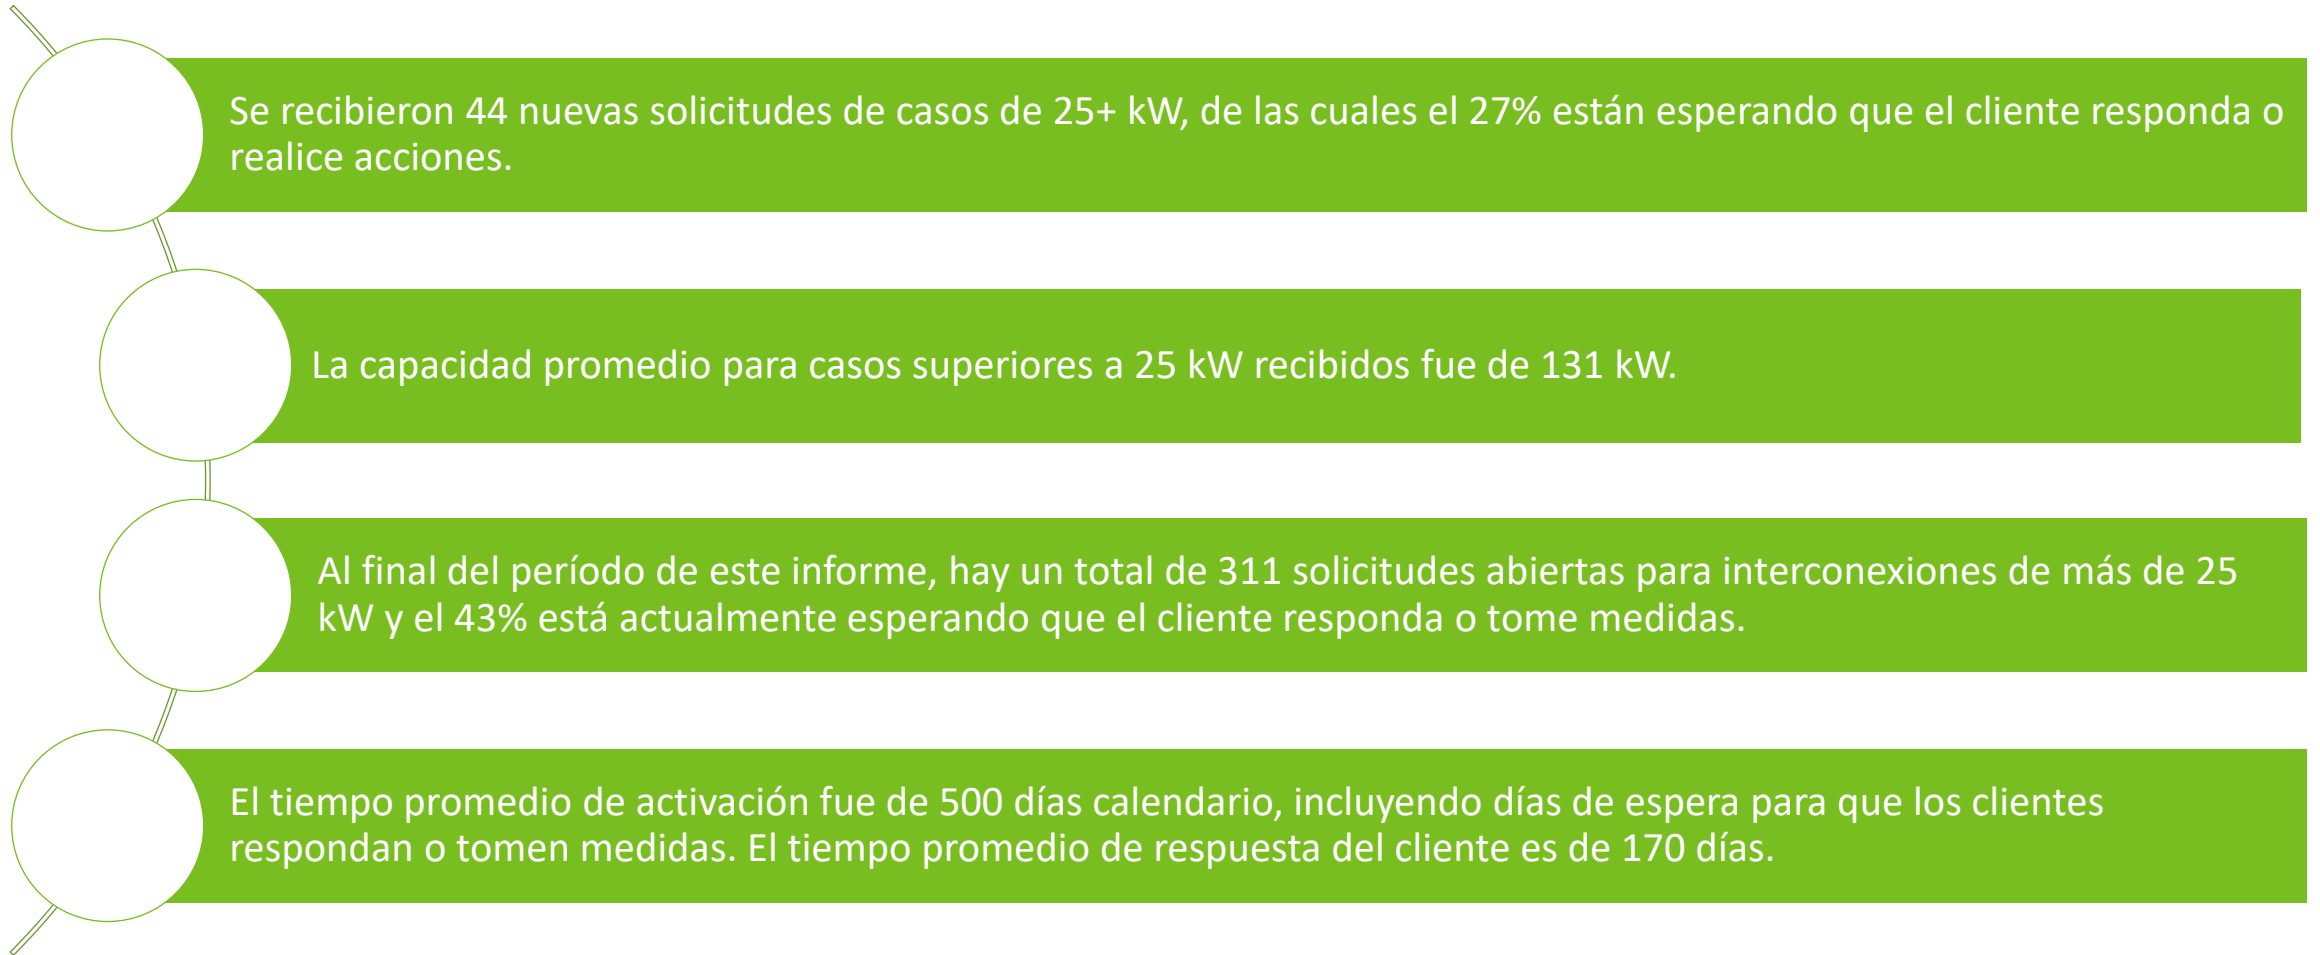 Se recibieron 44 nuevas solicitudes de casos de 25+ kW, de las cuales el 27% están esperando que el cliente responda o
realice acciones.
La capacidad promedio para casos superiores a 25 kW recibidos fue de 131 kW.
Al final del período de este informe, hay un total de 311 solicitudes abiertas para interconexiones de más de 25
kW y el 43% está actualmente esperando que el cliente responda o tome medidas.
El tiempo promedio de activación fue de 500 días calendario, incluyendo días de espera para que los clientes
respondan o tomen medidas. El tiempo promedio de respuesta del cliente es de 170 días.